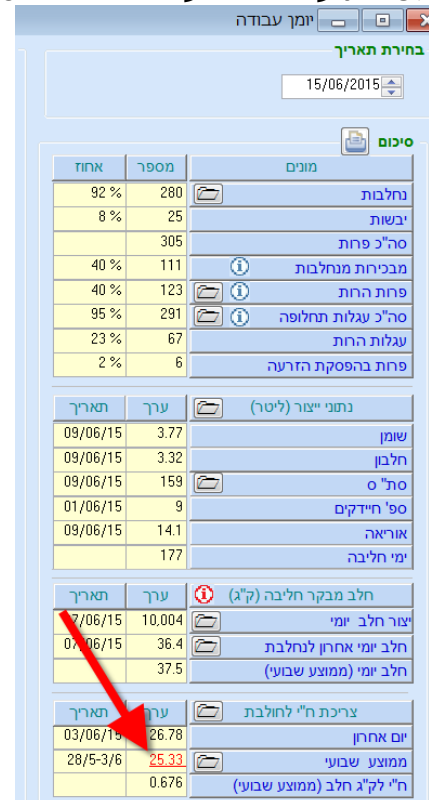 יומן עבודה
בחירת תאריך
15/06/2015
סיכום
מונים מספר אחוז
נחלבות 280 92 %
יבשות 25 8 %
סה"כ פרות 305
מבכירות מנחלבות 111 40 %
פרות הרות 123 40 %
סה"כ עגלות תחלופה 291 95 %
עגלות הרות 67 23 %
פרות בהפסקת הזרעה 6 2 %
נתוני ייצור (ליטר) ערך תאריך
שומן 3.77 09/06/15
חלבון 3.32 09/06/15
סת" ס 159 09/06/15
ספ' חיידקים 9 01/06/15
אוריאה 14.1 09/06/15
ימי חליבה 177
חלב מבקר חליבה (ק"ג) ערך תאריך
יצור חלב יומי 10,004 7/06/15
חלב יומי אחרון לנחלבת 36.4 07/06/15
חלב יומי (ממוצע שבועי) 37.5
צריכת ח"י לחולבת ערך תאריך
יום אחרון 26.78 03/06/15
ממוצע שבועי 25.33 28/5-3/6
ח"י לק"ג חלב (ממוצע שבועי) 0.676